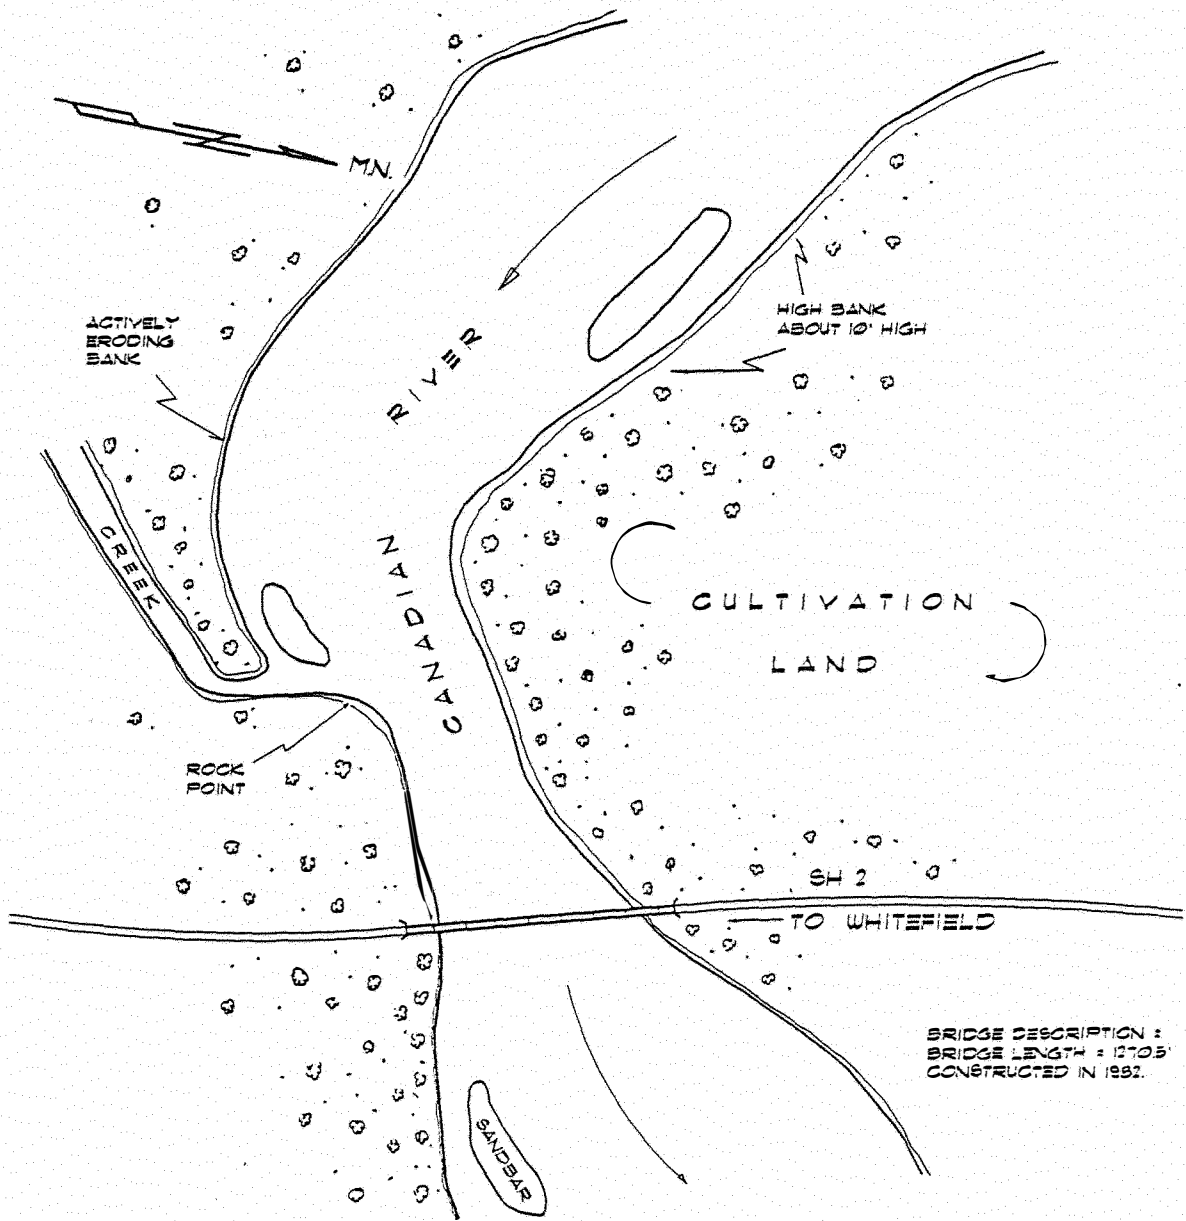 M.N.
ACTIVELY
ERODING
BANK
HIGH BANK
ABOUT 10' HIGH
CANADIAN RIVER
CREEK
CULTIVATION
LAND
ROCK
POINT
SH 2
TO WHITEFIELD
BRIDGE DESCRIPTION :
BRIDGE LENGTH : 1270.5'
CONSTRUCTED IN 1982.
SANDBAR